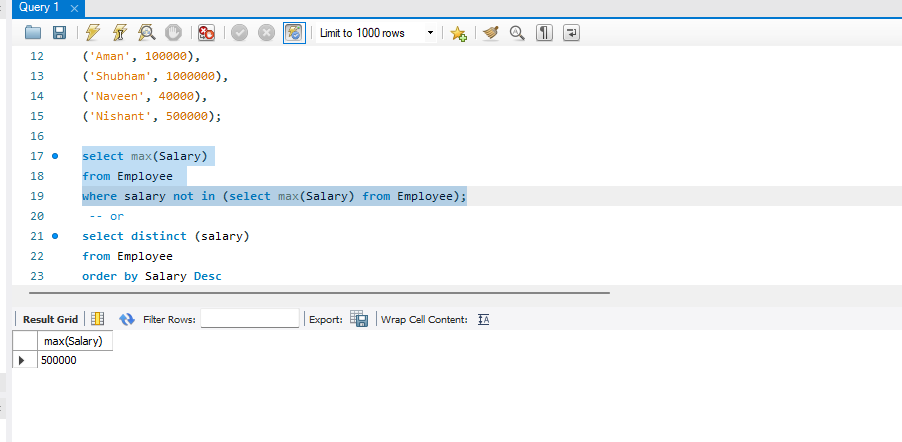 Query 1
Limit to 1000 rows
12 ('Aman', 100000),
13 ('Shubham', 1000000),
14 ('Naveen', 40000),
15 ('Nishant', 500000);
16
17 select max(Salary)
18 from Employee
19 where salary not in (select max(Salary) from Employee);
20 -- or
21 select distinct (salary)
22 from Employee
23 order by Salary Desc
Result Grid Filter Rows: Export: Wrap Cell Content:
max(Salary)
500000